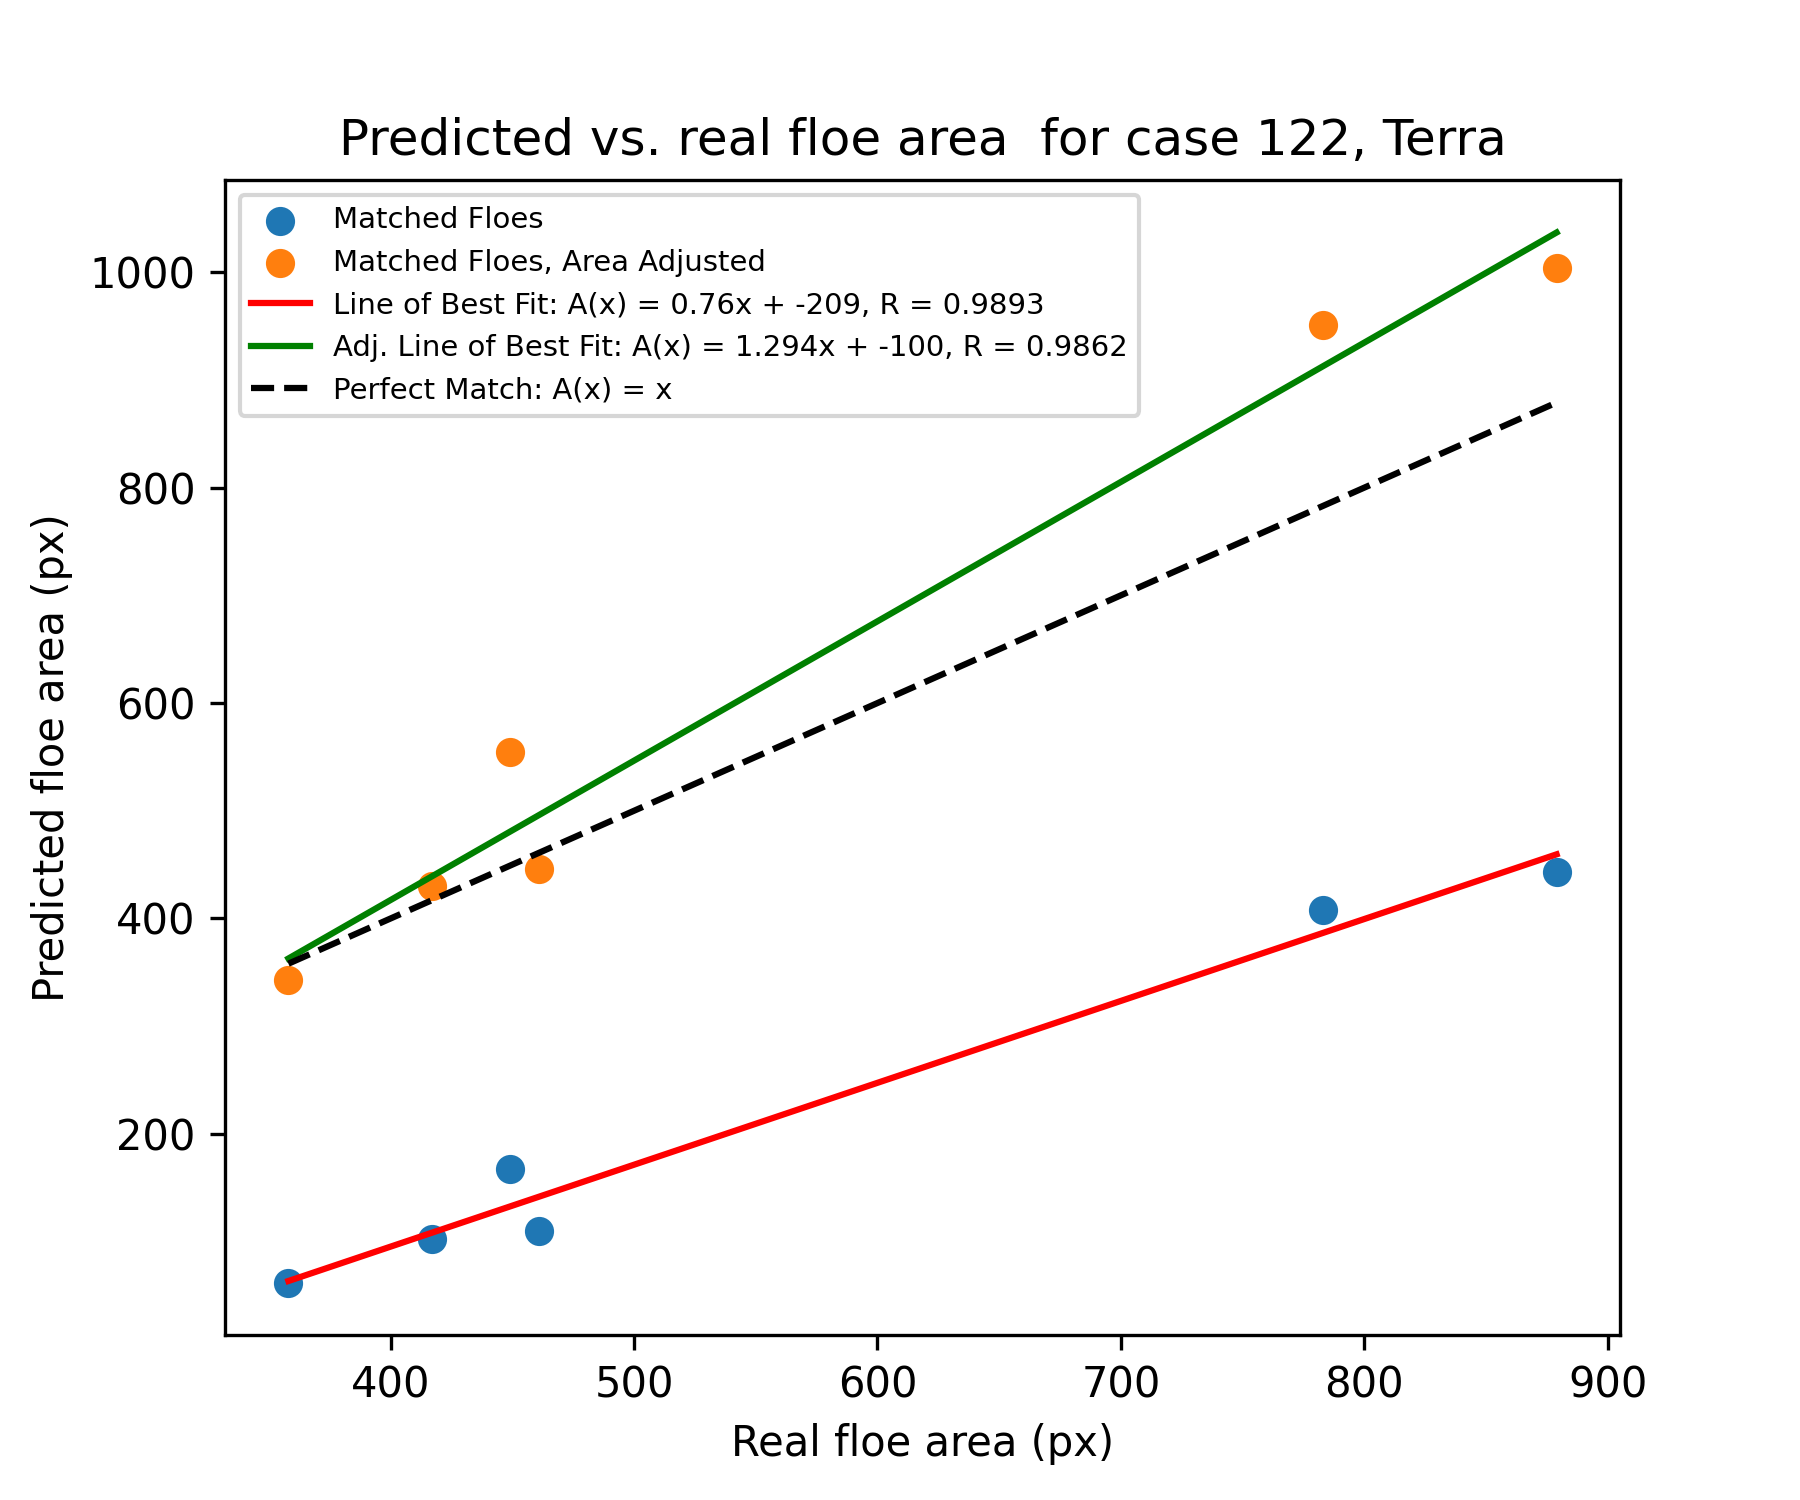 Predicted vs. real floe area  for case 122, Terra
Matched Floes
Matched Floes, Area Adjusted
Line of Best Fit: A(x) = 0.76x + -209, R = 0.9893
Adj. Line of Best Fit: A(x) = 1.294x + -100, R = 0.9862
Perfect Match: A(x) = x
Predicted floe area (px)
1000
800
600
400
200
400 500 600 700 800 900
Real floe area (px)